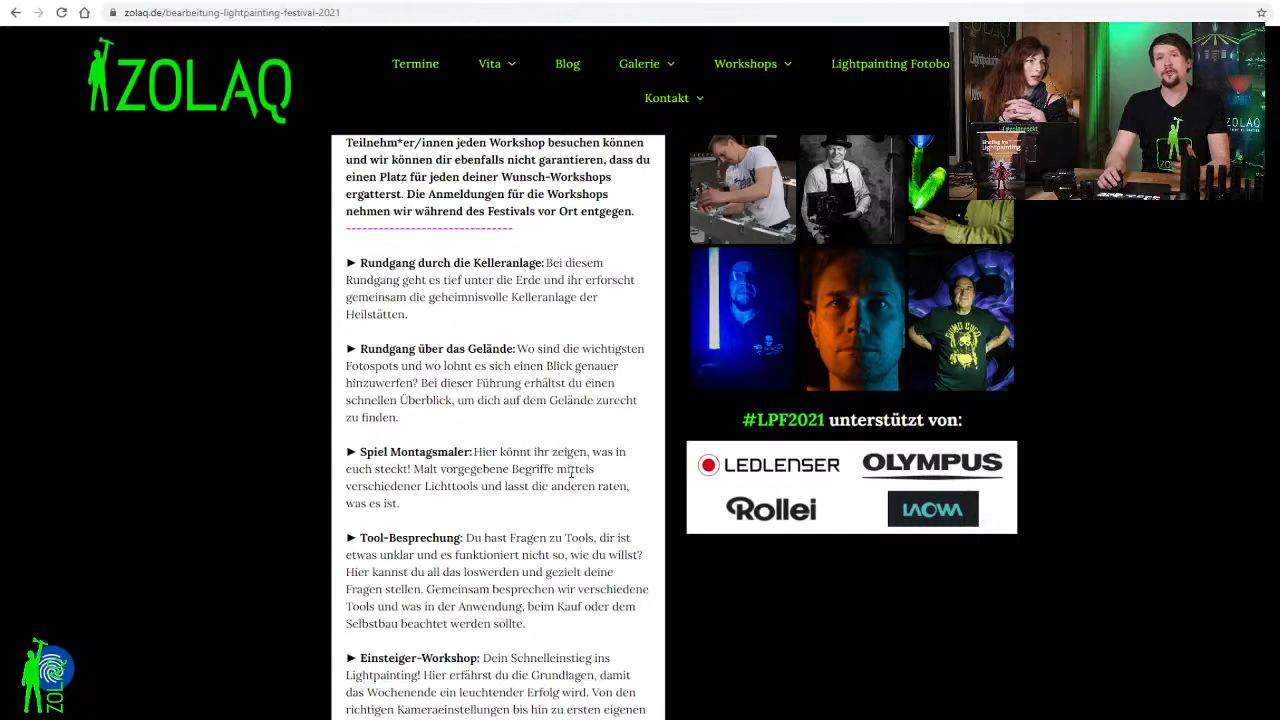 zolaq.de/bearbeitung-lightpainting-festival-2021
ZOLAQ
Termine
Vita
Blog
Galerie
Workshops
Lightpainting Fotobo
Kontakt
Teilnehm*er/innen jeden Workshop besuchen können
und wir können dir ebenfalls nicht garantieren, dass du
einen Platz für jeden deiner Wunsch-Workshops
ergatterst. Die Anmeldungen für die Workshops
nehmen wir während des Festivals vor Ort entgegen.
------------------------------
► Rundgang durch die Kelleranlage: Bei diesem
Rundgang geht es tief unter die Erde und ihr erforscht
gemeinsam die geheimnisvolle Kelleranlage der
Heilstätten.
► Rundgang über das Gelände: Wo sind die wichtigsten
Fotospots und wo lohnt es sich einen Blick genauer
hinzuwerfen? Bei dieser Führung erhältst du einen
schnellen Überblick, um dich auf dem Gelände zurecht
zu finden.
► Spiel Montagsmaler: Hier könnt ihr zeigen, was in
euch steckt! Malt vorgegebene Begriffe mittels
verschiedener Lichttools und lasst die anderen raten,
was es ist.
► Tool-Besprechung: Du hast Fragen zu Tools, dir ist
etwas unklar und es funktioniert nicht so, wie du willst?
Hier kannst du all das loswerden und gezielt deine
Fragen stellen. Gemeinsam besprechen wir verschiedene
Tools und was in der Anwendung, beim Kauf oder dem
Selbstbau beachtet werden sollte.
► Einsteiger-Workshop: Dein Schnelleinstieg ins
Lightpainting! Hier erfährst du die Grundlagen, damit
das Wochenende ein leuchtender Erfolg wird. Von den
richtigen Kameraeinstellungen bis hin zu ersten eigenen
#LPF2021 unterstützt von:
LEDLENSER
OLYMPUS
Rollei
LAOWA
Lightpainting
ZOLAQ
ZOLAQ